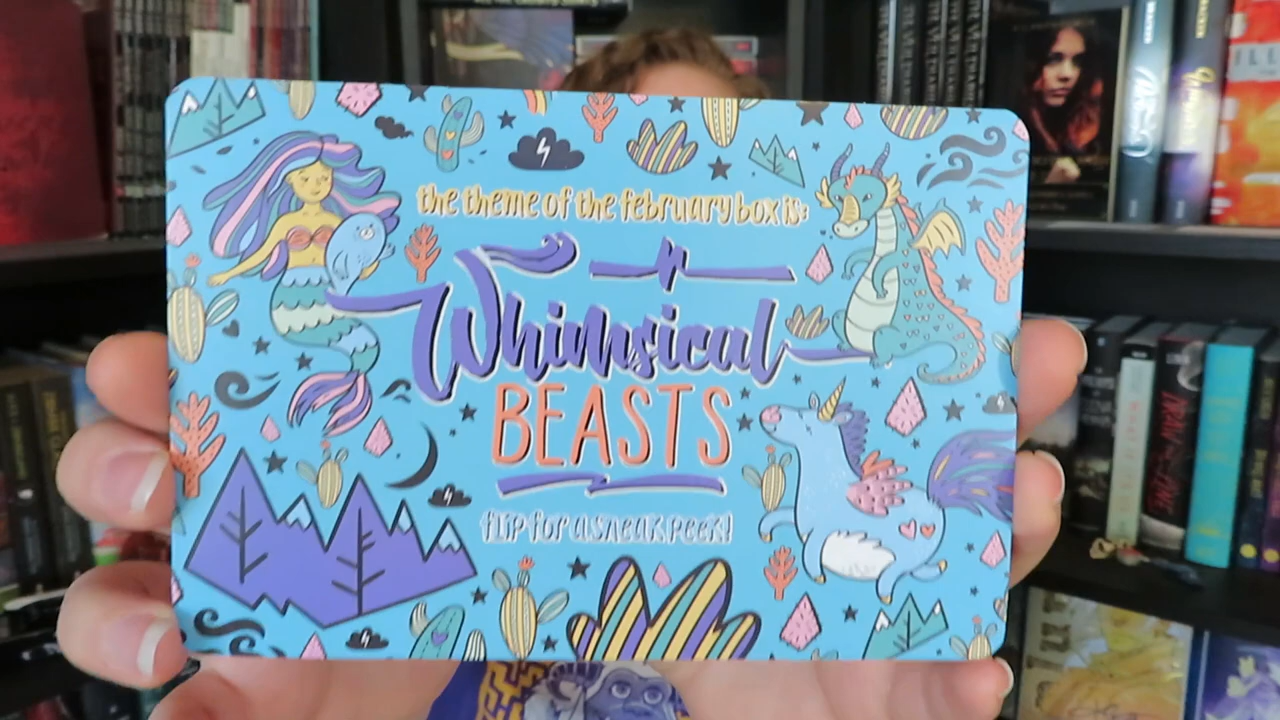 the theme of the february box is:
Whimsical
BEASTS
flip for a sneak peek!